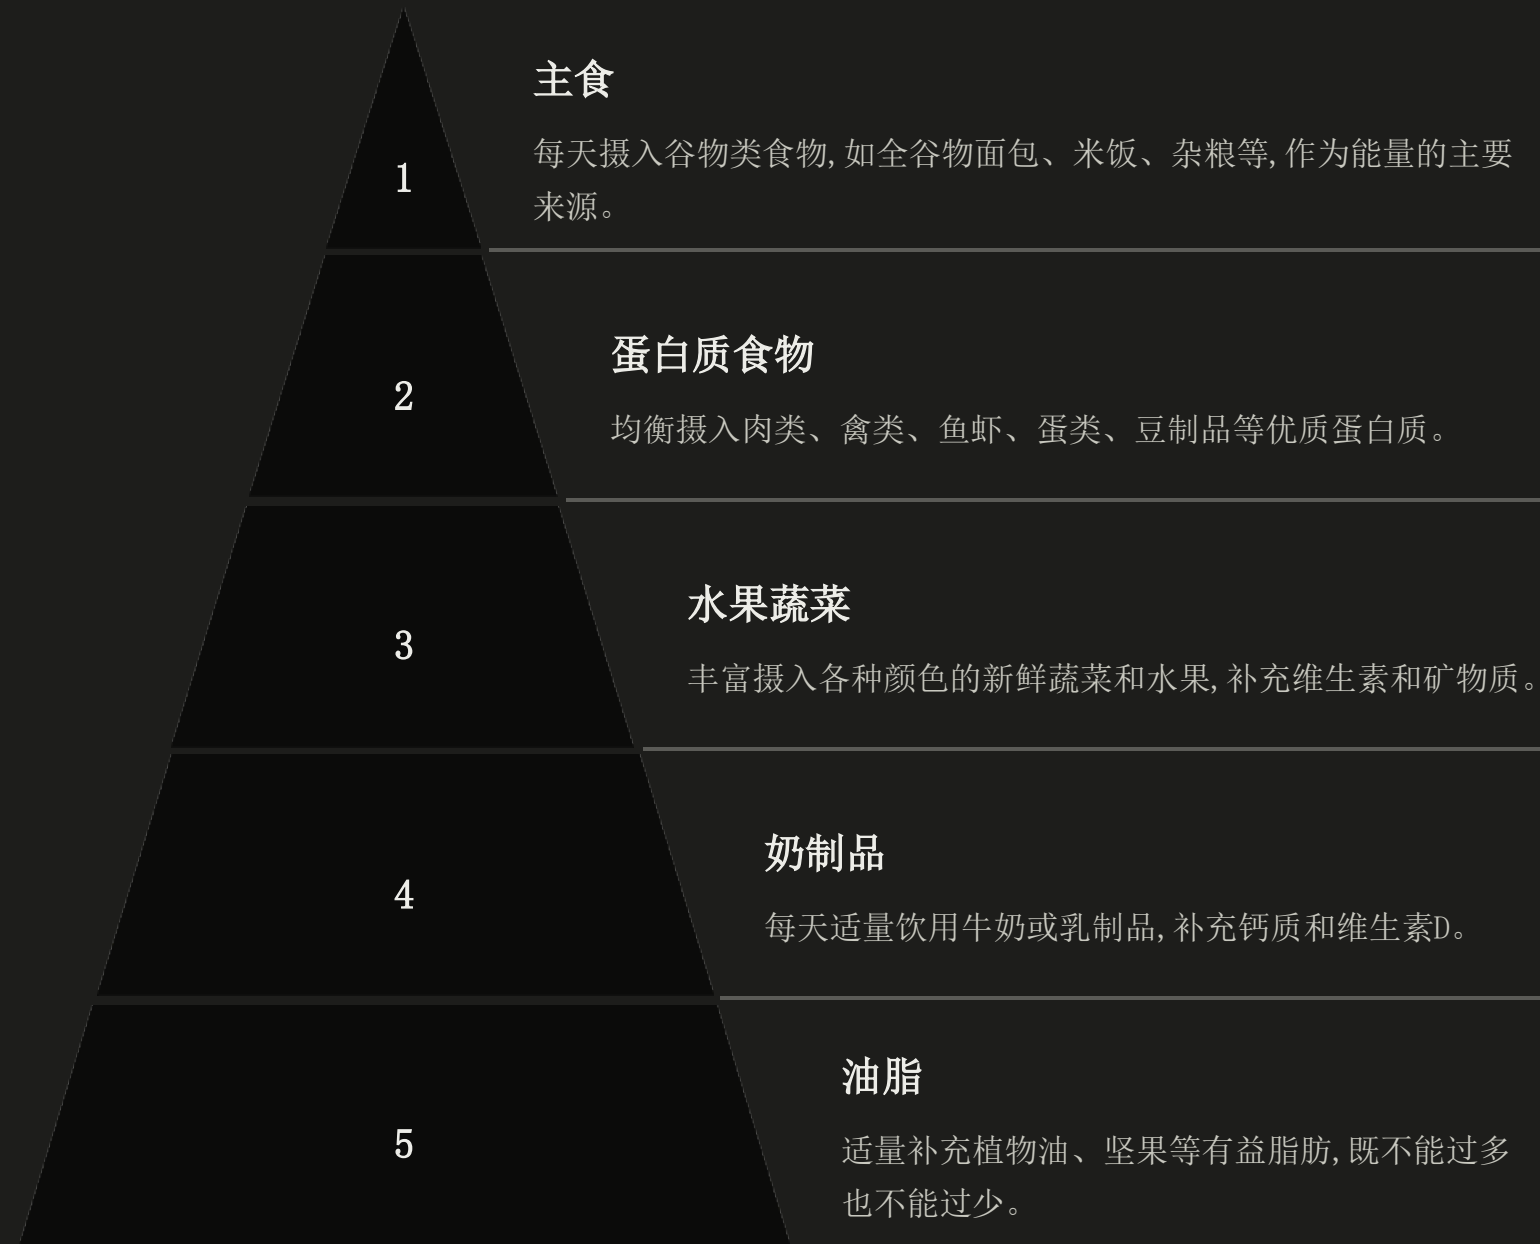 主食
每天摄入谷物类食物,如全谷物面包、米饭、杂粮等,作为能量的主要
来源。
1
蛋白质食物
2
均衡摄入肉类、禽类、鱼虾、蛋类、豆制品等优质蛋白质。
水果蔬菜
3
丰富摄入各种颜色的新鲜蔬菜和水果,补充维生素和矿物质。
奶制品
4
每天适量饮用牛奶或乳制品,补充钙质和维生素D。
油脂
5
适量补充植物油、坚果等有益脂肪,既不能过多
也不能过少。